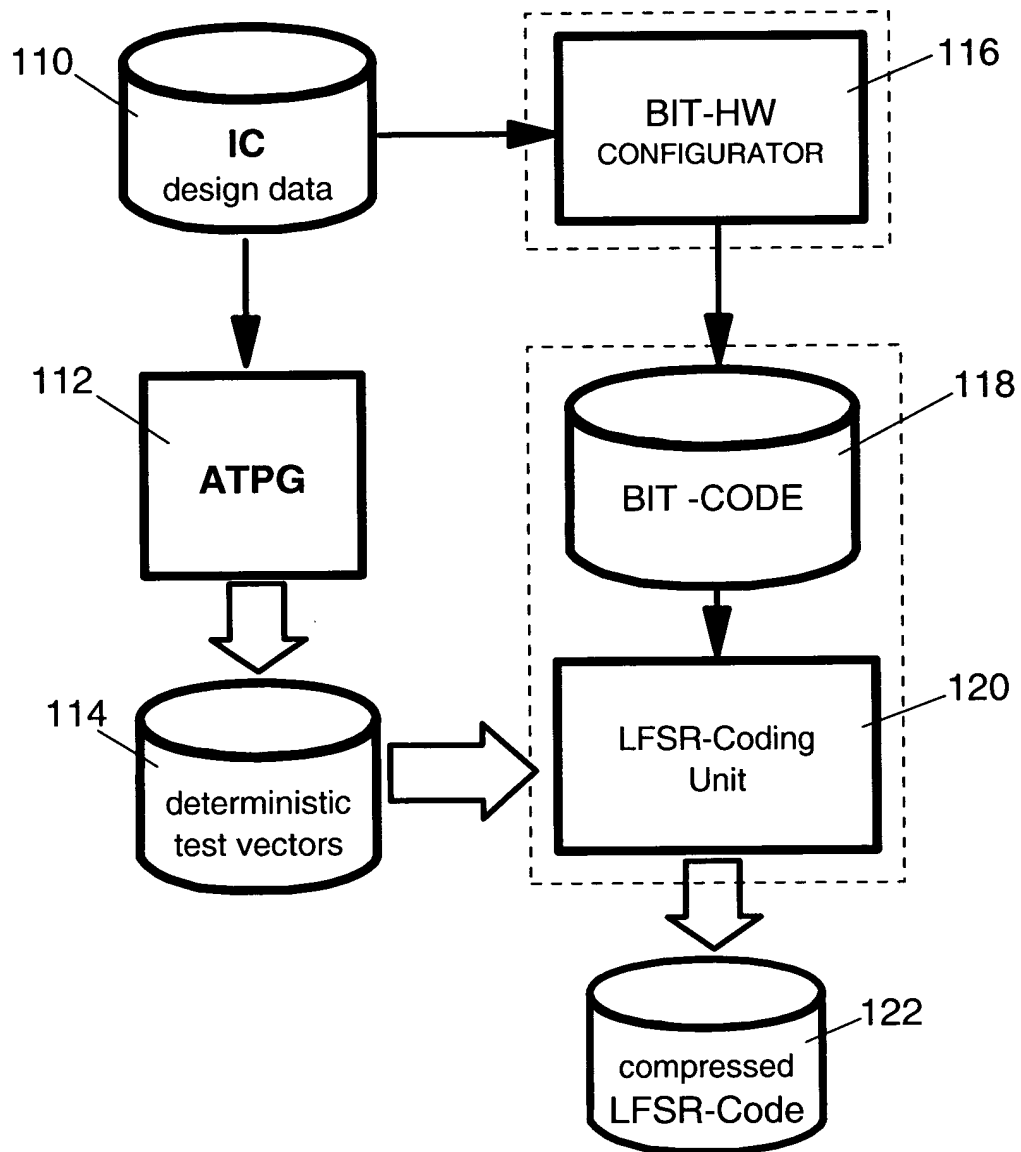 110
IC
design data
116
BIT-HW
CONFIGURATOR
112
ATPG
118
BIT -CODE
114
deterministic
test vectors
120
LFSR-Coding
Unit
122
compressed
LFSR-Code